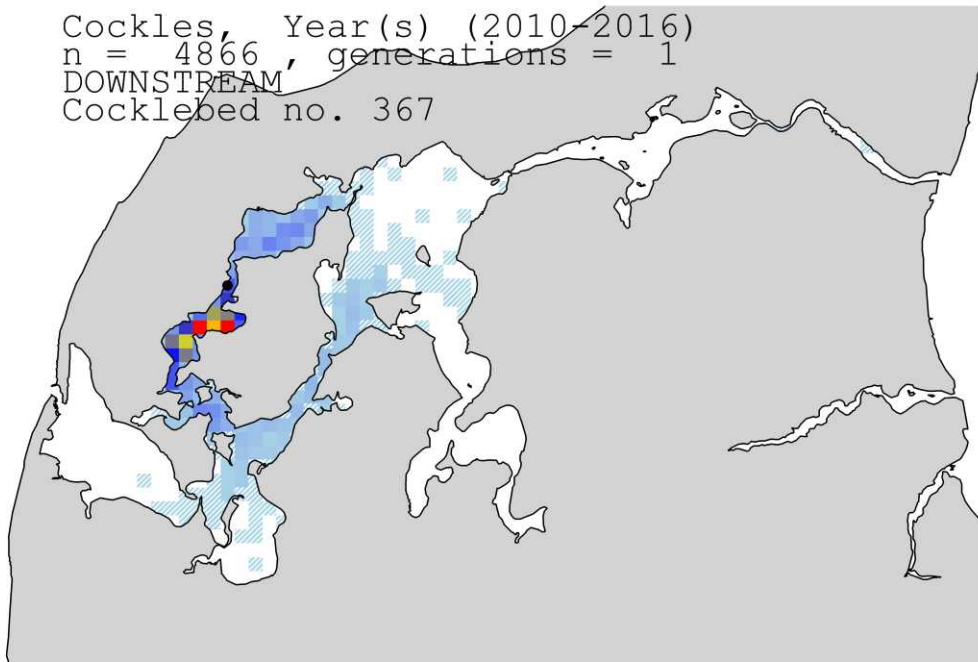 Cockles, Year(s) (2010-2016)
n = 4866 , generations = 1
DOWNSTREAM
Cocklebed no. 367